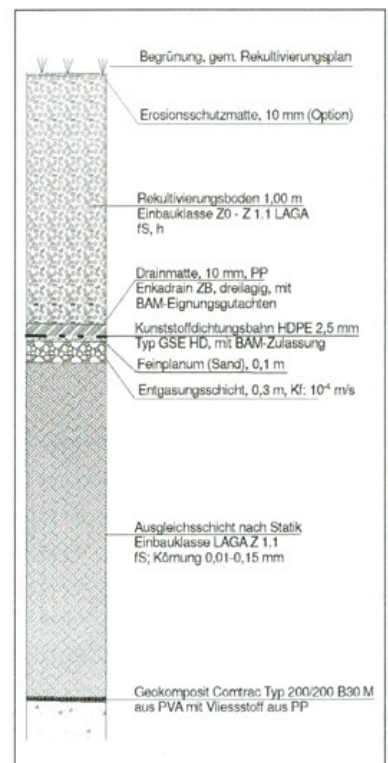 Begrünung, gem. Rekultivierungsplan
Erosionsschutzmatte, 10 mm (Option)
Rekultivierungsboden 1,00 m
Einbauklasse Z0 - Z 1.1 LAGA
fS, h
Drainmatte, 10 mm, PP
Enkadrain ZB, dreilagig, mit
BAM-Eignungsgutachten
Kunststoffdichtungsbahn HDPE 2,5 mm
Typ GSE HD, mit BAM-Zulassung
Feinplanum (Sand), 0,1 m
Entgasungsschicht, 0,3 m, Kf: 10⁻⁴ m/s
Ausgleichsschicht nach Statik
Einbauklasse LAGA Z 1.1
fS; Körnung 0,01-0,15 mm
Geokomposit Comtrac Typ 200/200 B30 M
aus PVA mit Vliessstoff aus PP